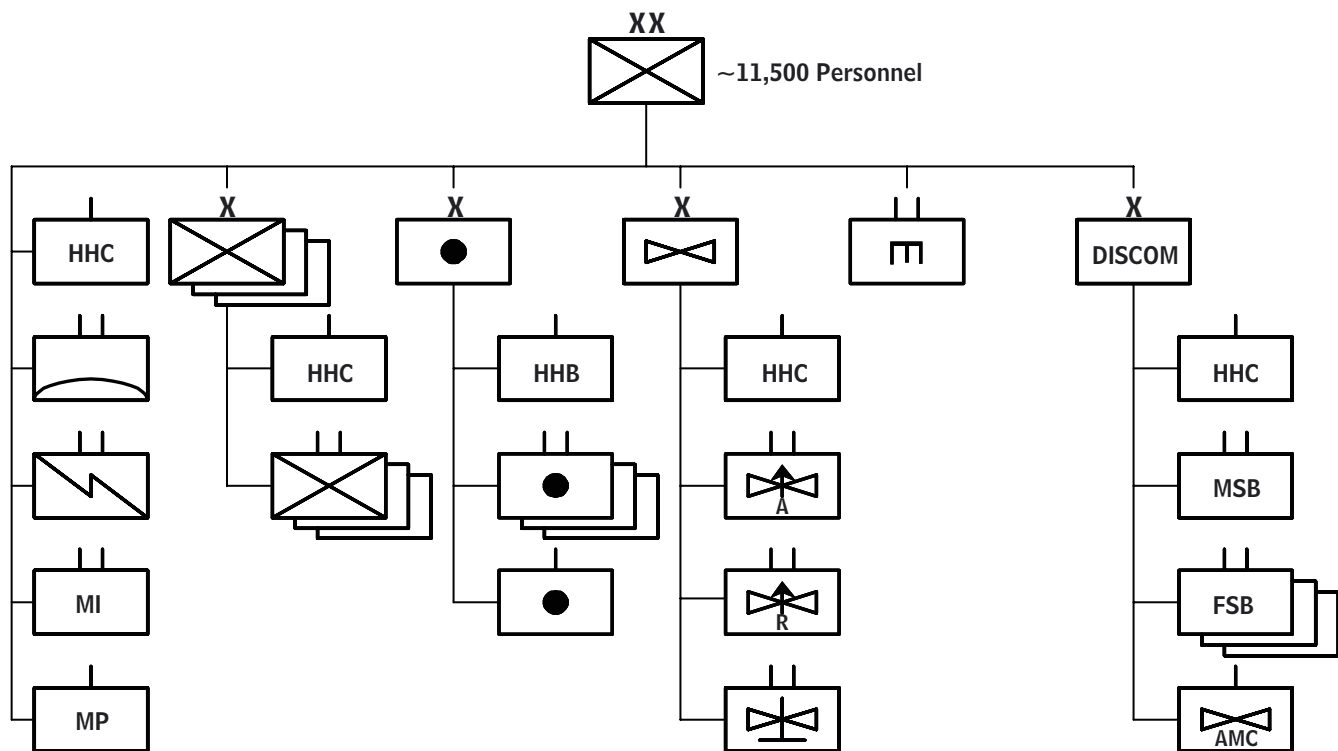 XX
~11,500 Personnel
X
X
X
X
HHC
DISCOM
HHC
HHB
HHC
HHC
A
MSB
MI
R
FSB
MP
AMC